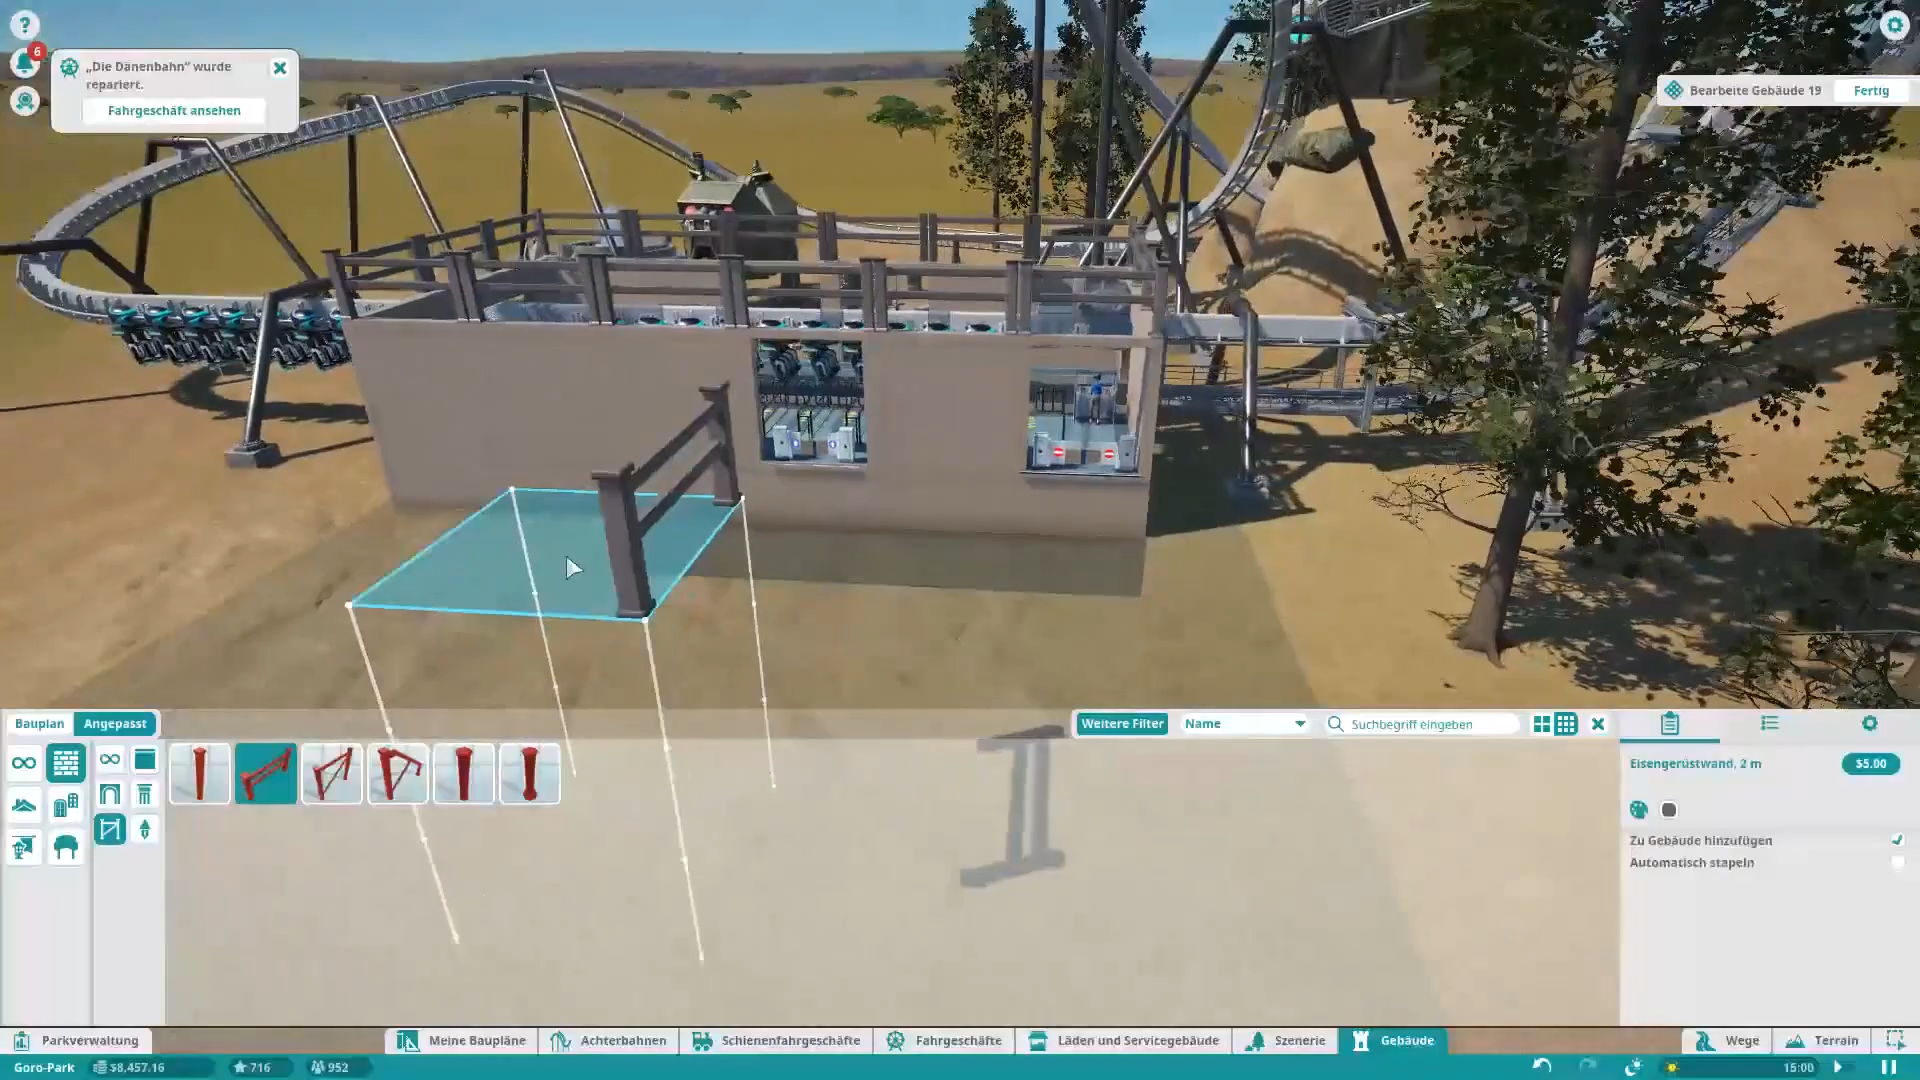 ?
6
„Die Dänenbahn“ wurde
repariert.
Fahrgeschäft ansehen
Bearbeite Gebäude 19
Fertig
Bauplan
Angepasst
Weitere Filter
Name
Suchbegriff eingeben
Eisengerüstwand, 2 m
$5.00
Zu Gebäude hinzufügen
Automatisch stapeln
Parkverwaltung
Meine Baupläne
Achterbahnen
Schienenfahrgeschäfte
Fahrgeschäfte
Läden und Servicegebäude
Szenerie
Gebäude
Wege
Terrain
Goro-Park
$8,457.16
716
952
15:00